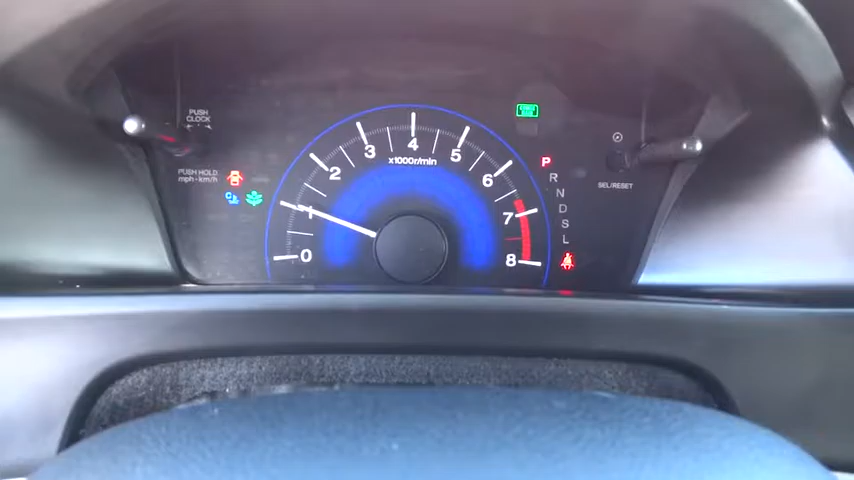 PUSH
CLOCK
PUSH HOLD
mph-km/h
0
1
2
3
4
5
6
7
8
x1000r/min
P
R
N
D
S
L
SEL/RESET